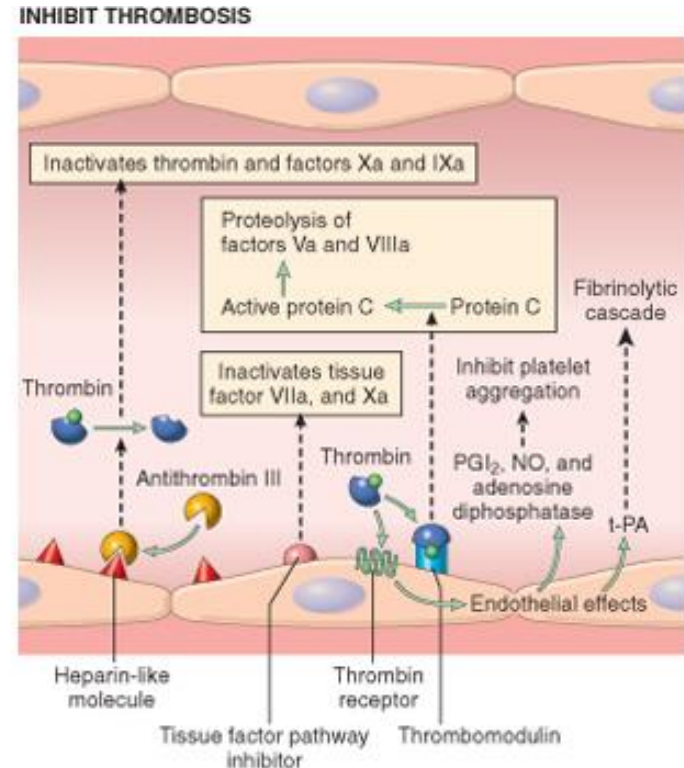 INHIBIT THROMBOSIS
Inactivates thrombin and factors Xa and IXa
Proteolysis of
factors Va and VIIIa
Active protein C
Protein C
Fibrinolytic
cascade
Inactivates tissue
factor VIIa, and Xa
Inhibit platelet
aggregation
Thrombin
Antithrombin III
Thrombin
PGI₂, NO, and
adenosine
diphosphatase
t-PA
Endothelial effects
Heparin-like
molecule
Thrombin
receptor
Tissue factor pathway
inhibitor
Thrombomodulin